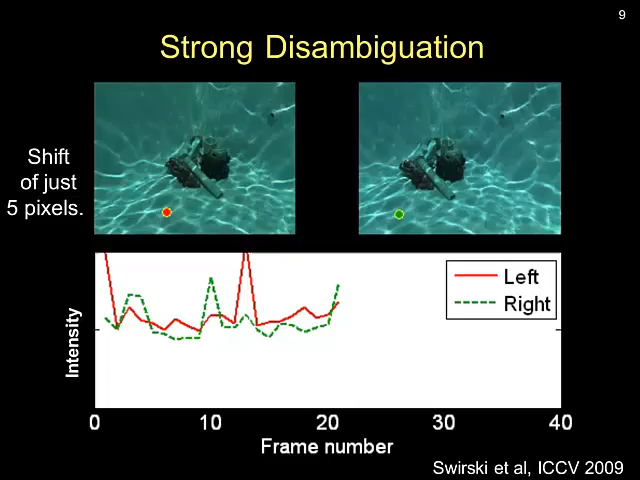 9
Strong Disambiguation
Shift
of just
5 pixels.
Left
Right
Intensity
0 10 20 30 40
Frame number
Swirski et al, ICCV 2009